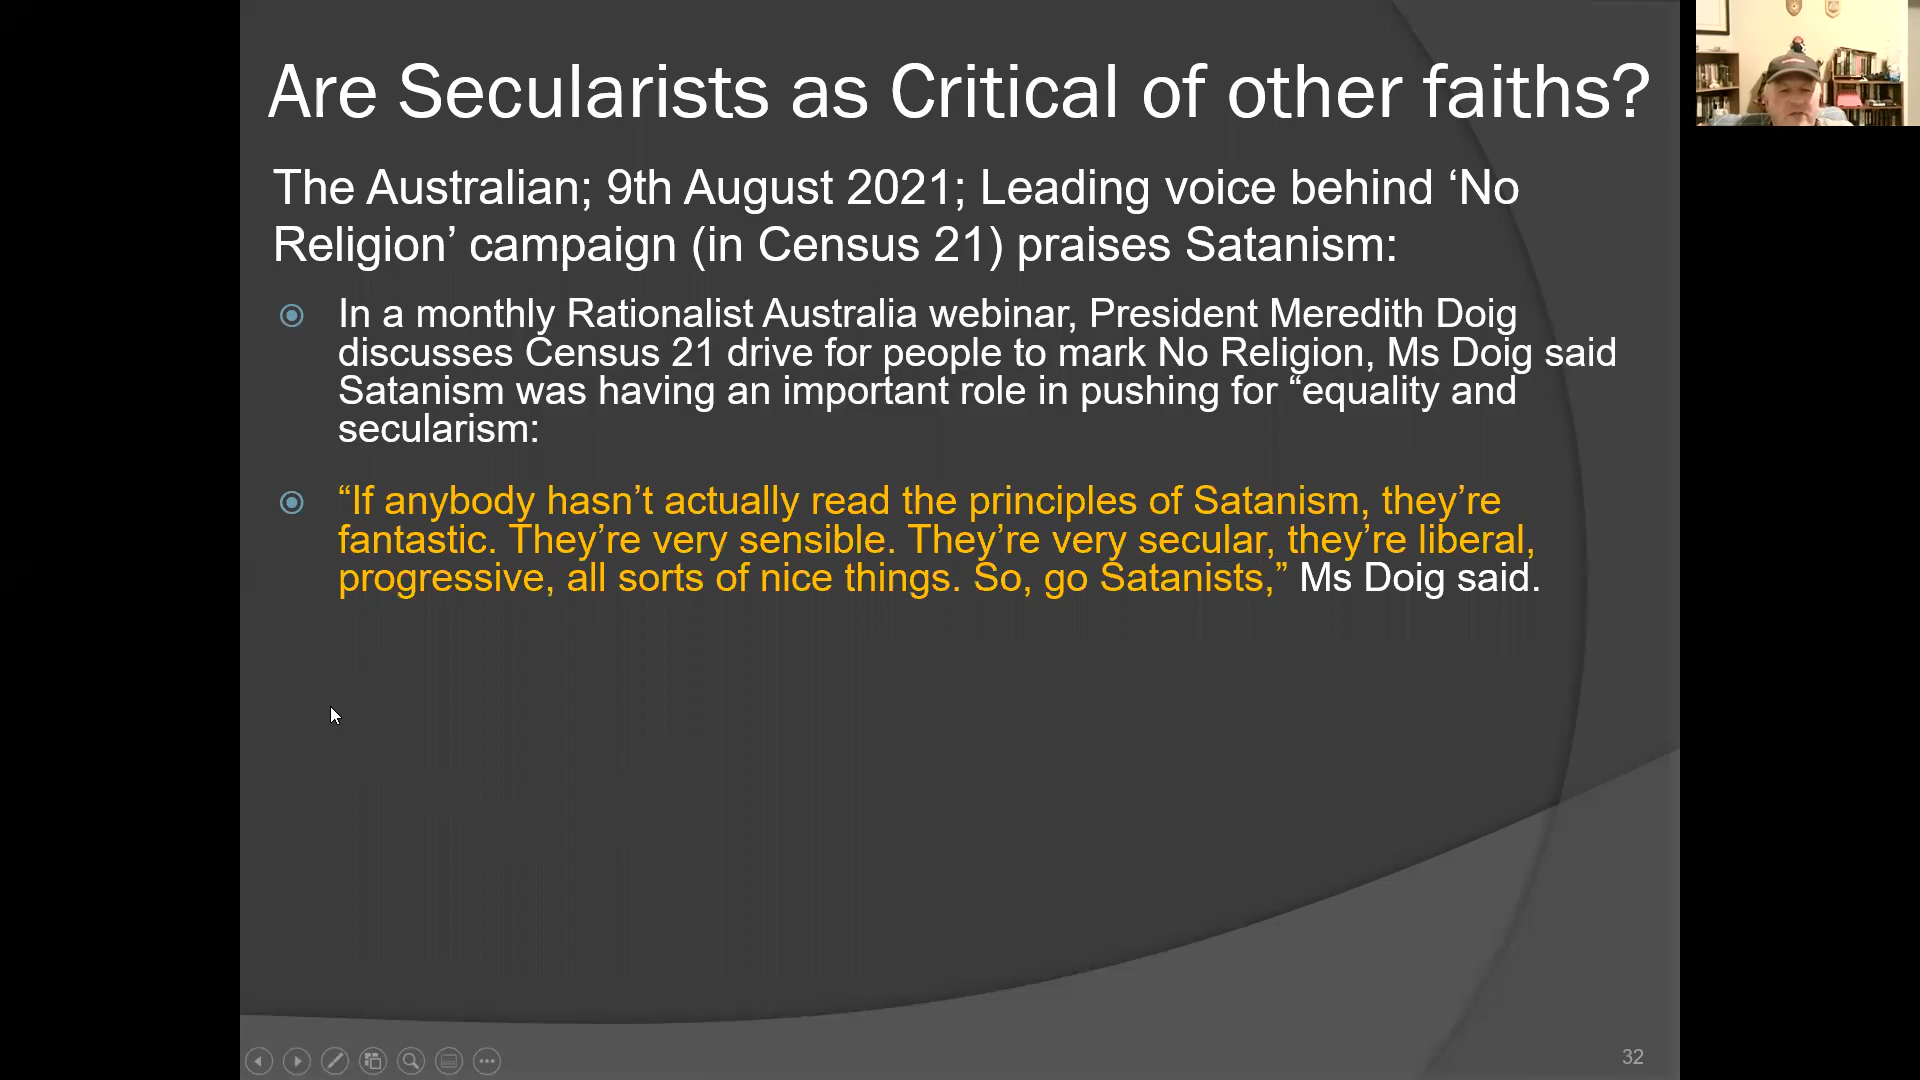 Are Secularists as Critical of other faiths?
The Australian; 9th August 2021; Leading voice behind ‘No
Religion’ campaign (in Census 21) praises Satanism:
In a monthly Rationalist Australia webinar, President Meredith Doig
discusses Census 21 drive for people to mark No Religion, Ms Doig said
Satanism was having an important role in pushing for “equality and
secularism:
“If anybody hasn’t actually read the principles of Satanism, they’re
fantastic. They’re very sensible. They’re very secular, they’re liberal,
progressive, all sorts of nice things. So, go Satanists,” Ms Doig said.
32